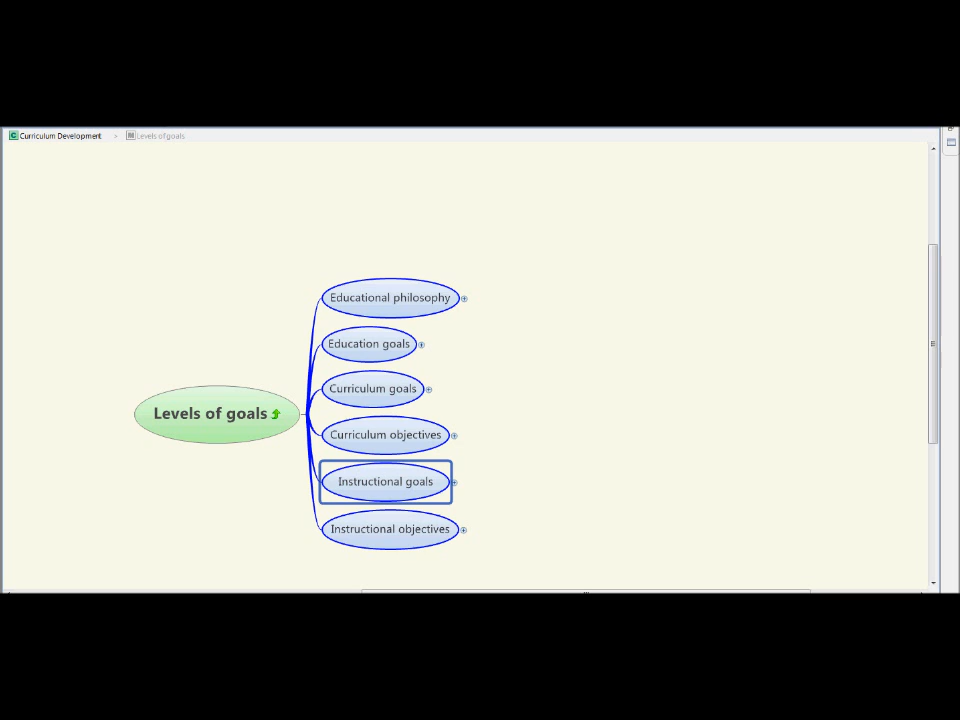 Curriculum Development > Levels of goals
Educational philosophy
Education goals
Curriculum goals
Levels of goals
Curriculum objectives
Instructional goals
Instructional objectives